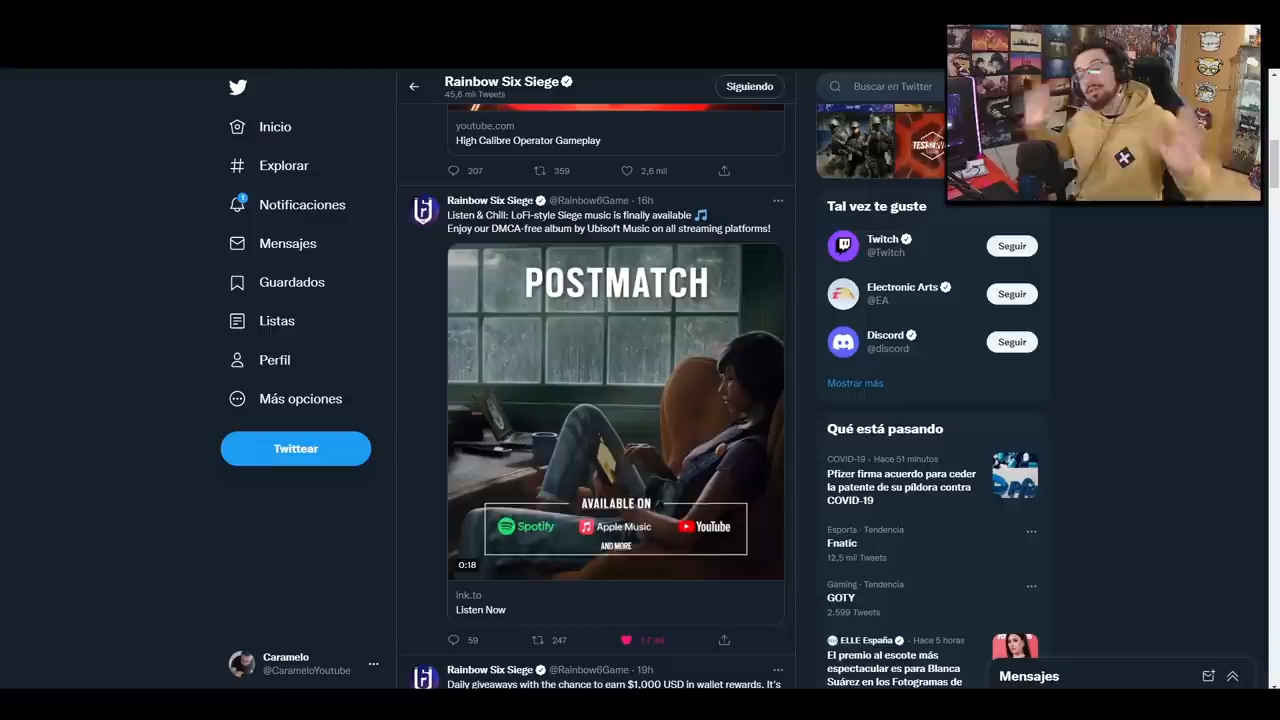 Inicio
Explorar
Notificaciones
Mensajes
Guardados
Listas
Perfil
Más opciones
Twittear
Caramelo
@CarameloYoutube
Rainbow Six Siege
45,6 mil Tweets
Siguiendo
youtube.com
High Calibre Operator Gameplay
207 359 2,6 mil
Rainbow Six Siege @Rainbow6Game · 16h
Listen & Chill: LoFi-style Siege music is finally available 🎵
Enjoy our DMCA-free album by Ubisoft Music on all streaming platforms!
POSTMATCH
AVAILABLE ON
Spotify Apple Music YouTube
AND MORE
0:18
lnk.to
Listen Now
59 247 1,7 mil
Rainbow Six Siege @Rainbow6Game · 19h
Daily giveaways with the chance to earn $1,000 USD in wallet rewards. It's
Buscar en Twitter
Tal vez te guste
Twitch
@Twitch
Seguir
Electronic Arts
@EA
Seguir
Discord
@discord
Seguir
Mostrar más
Qué está pasando
COVID-19 · Hace 51 minutos
Pfizer firma acuerdo para ceder
la patente de su píldora contra
COVID-19
Esports · Tendencia
Fnatic
12,5 mil Tweets
Gaming · Tendencia
GOTY
2.599 Tweets
ELLE España · Hace 5 horas
El premio al escote más
espectacular es para Blanca
Suárez en los Fotogramas de
Mensajes